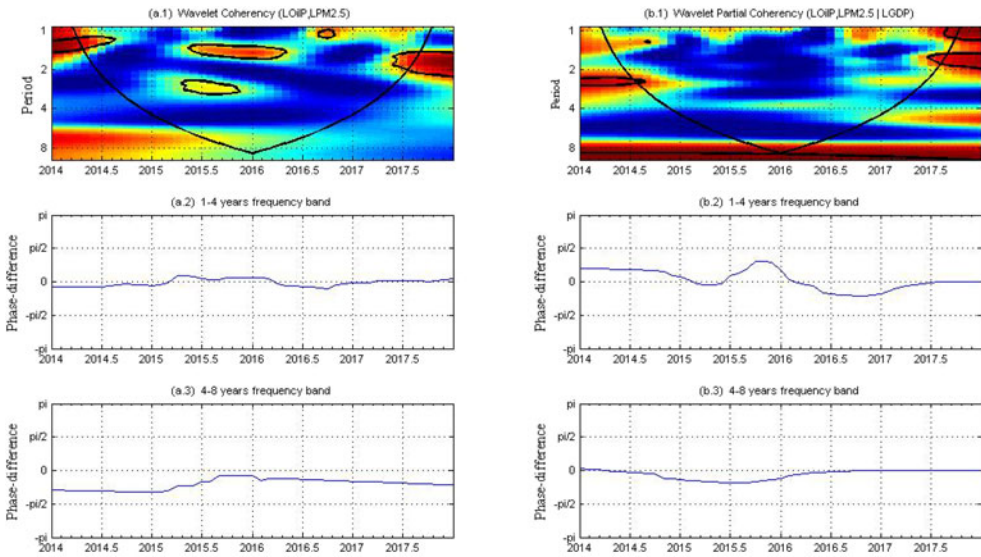 (a.1) Wavelet Coherency (LOilP,LPM2.5)
1
2
4
8
Period
2014 2014.5 2015 2015.5 2016 2016.5 2017 2017.5
(b.1) Wavelet Partial Coherency (LOilP,LPM2.5 | LGDP)
1
2
4
8
Period
2014 2014.5 2015 2015.5 2016 2016.5 2017 2017.5
(a.2) 1-4 years frequency band
pi
pi/2
0
-pi/2
-pi
Phase-difference
2014 2014.5 2015 2015.5 2016 2016.5 2017 2017.5
(b.2) 1-4 years frequency band
pi
pi/2
0
-pi/2
-pi
Phase-difference
2014 2014.5 2015 2015.5 2016 2016.5 2017 2017.5
(a.3) 4-8 years frequency band
pi
pi/2
0
-pi/2
-pi
Phase-difference
2014 2014.5 2015 2015.5 2016 2016.5 2017 2017.5
(b.3) 4-8 years frequency band
pi
pi/2
0
-pi/2
-pi
Phase-difference
2014 2014.5 2015 2015.5 2016 2016.5 2017 2017.5